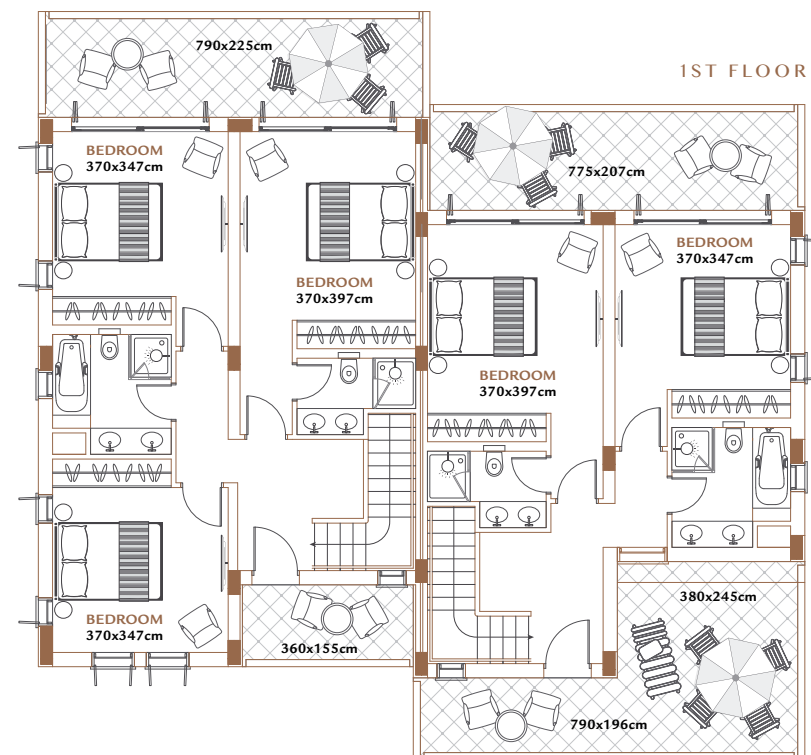 790x225cm
1ST FLOOR
BEDROOM
370x347cm
775x207cm
BEDROOM
370x347cm
BEDROOM
370x397cm
BEDROOM
370x397cm
380x245cm
BEDROOM
370x347cm
360x155cm
790x196cm